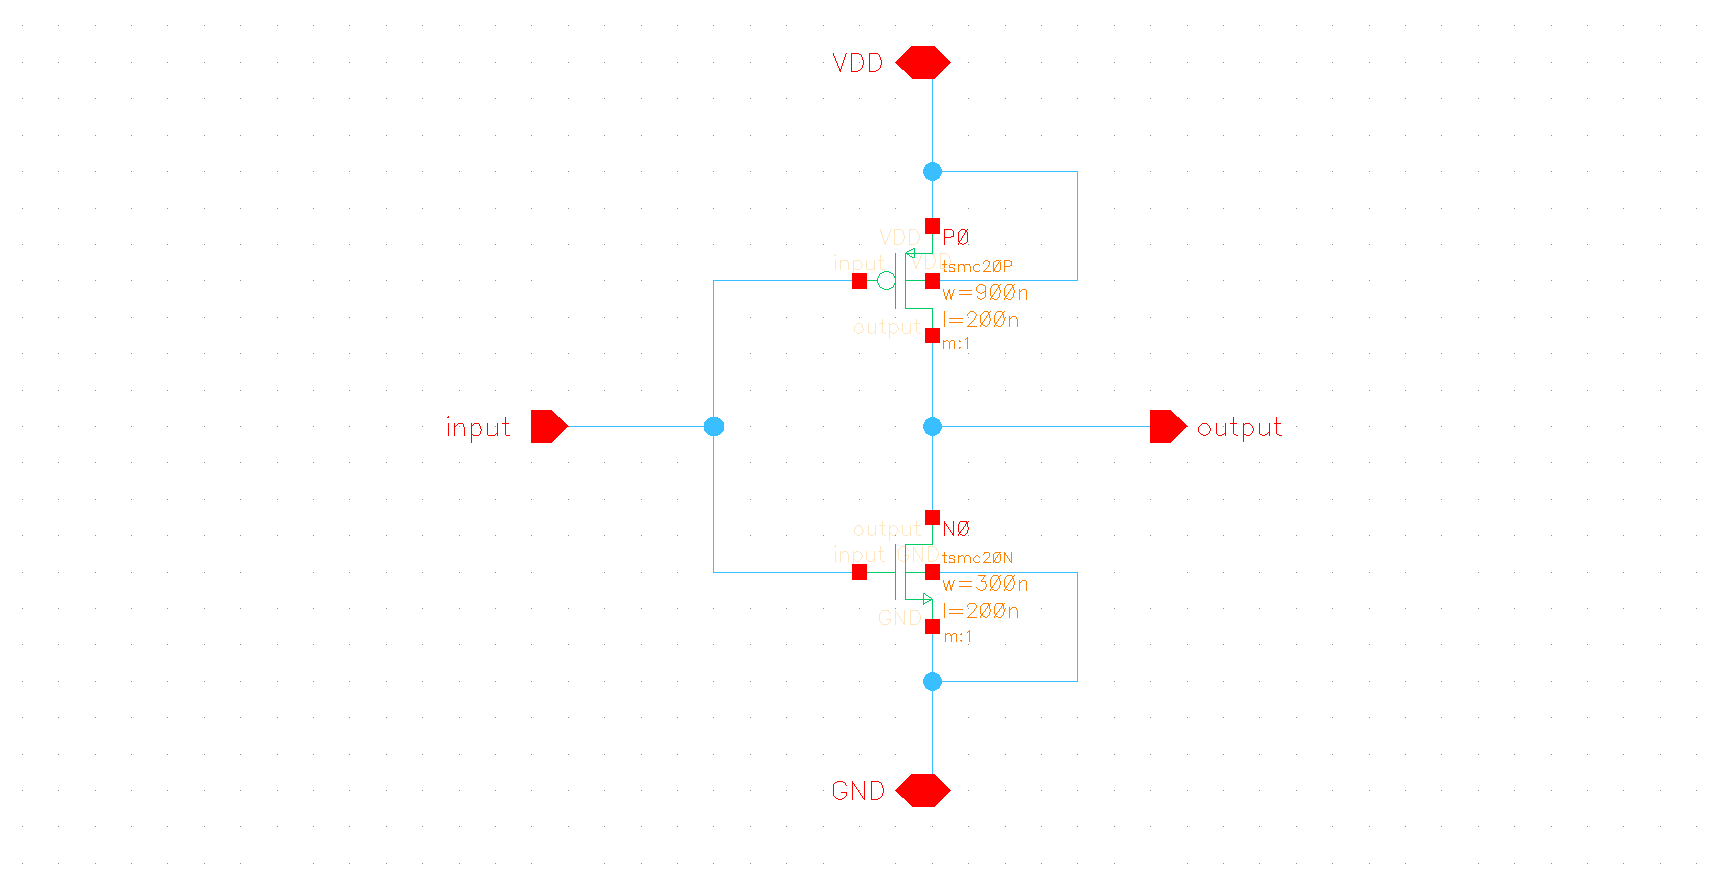 VDD
VDD
P0
input
VDD
tsmc20P
w=900n
l=200n
output
m:1
input
output
output
N0
input
GND
tsmc20N
w=300n
l=200n
GND
m:1
GND